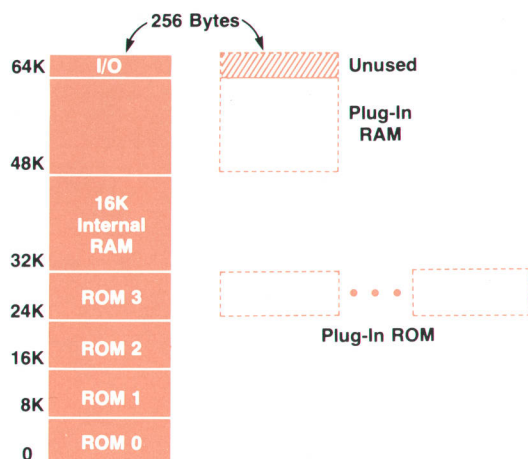 256 Bytes
64K
I/O
Unused
Plug-In
RAM
48K
16K
Internal
RAM
32K
ROM 3
24K
Plug-In ROM
ROM 2
16K
ROM 1
8K
ROM 0
0